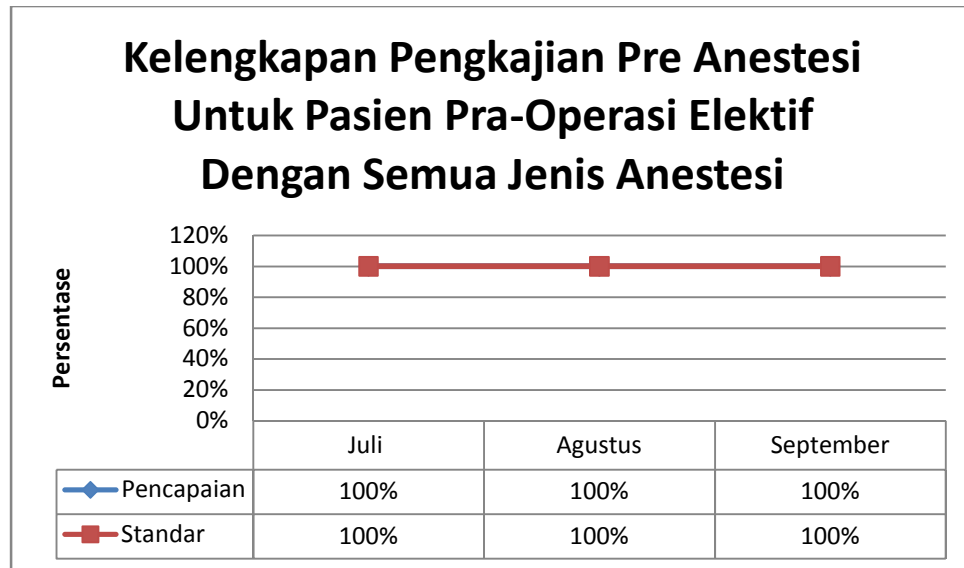 Kelengkapan Pengkajian Pre Anestesi
Untuk Pasien Pra-Operasi Elektif
Dengan Semua Jenis Anestesi
Persentase
120%
100%
80%
60%
40%
20%
0%
Juli Agustus September
Pencapaian 100% 100% 100%
Standar 100% 100% 100%